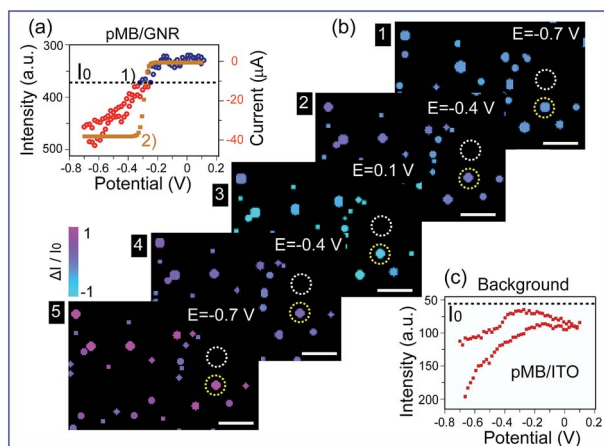 (a) pMB/GNR
300
400
500
Intensity (a.u.)
I0
1)
2)
0
-10
-20
-30
-40
Current (μA)
-0.8 -0.6 -0.4 -0.2 0.0 0.2
Potential (V)
(b)
1
E=-0.7 V
2
E=-0.4 V
3
E=0.1 V
4
E=-0.4 V
5
E=-0.7 V
1
-1
ΔI / I0
(c)
Background
50
100
150
200
Intensity (a.u.)
I0
pMB/ITO
-0.8 -0.6 -0.4 -0.2 0.0 0.2
Potential (V)